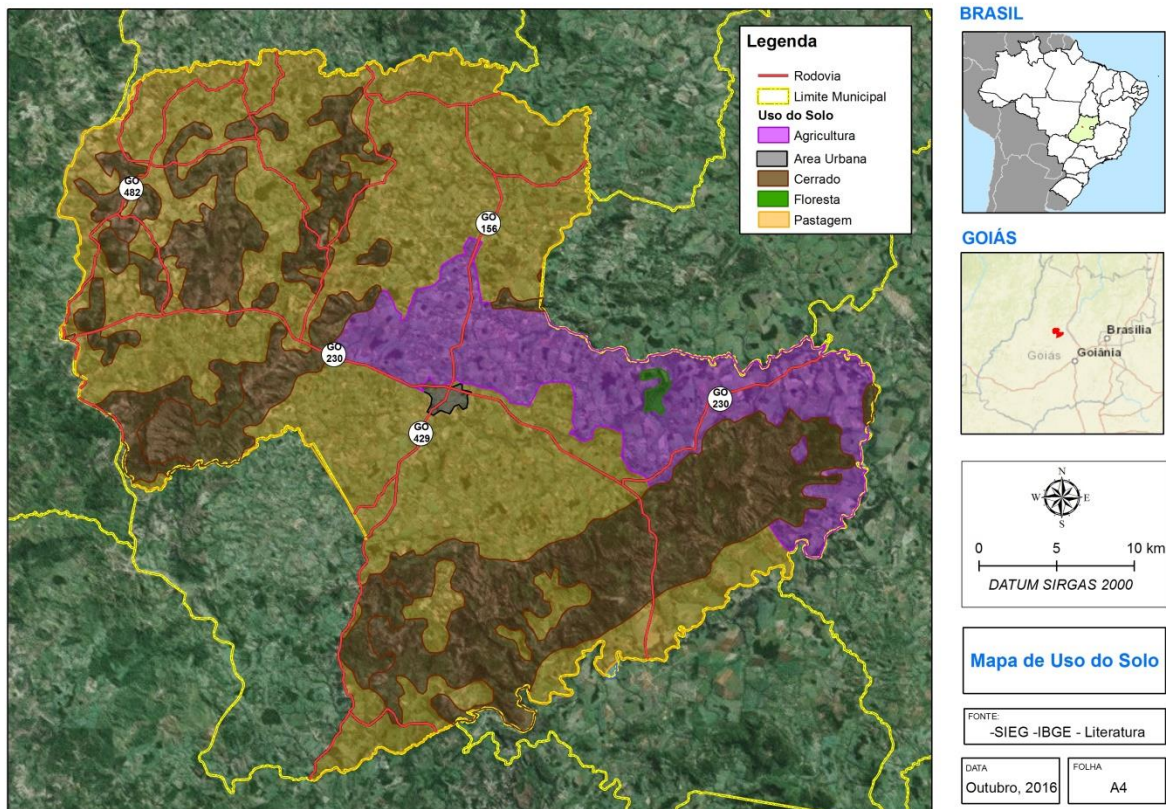 Legenda
Rodovia
Limite Municipal
Uso do Solo
Agricultura
Area Urbana
Cerrado
Floresta
Pastagem
GO
482
GO
156
GO
230
GO
429
GO
230
BRASIL
GOIÁS
Brasilia
Goiás
Goiânia
N
W
E
S
0
5
10 km
DATUM SIRGAS 2000
Mapa de Uso do Solo
FONTE:
-SIEG -IBGE - Literatura
DATA
Outubro, 2016
FOLHA
A4